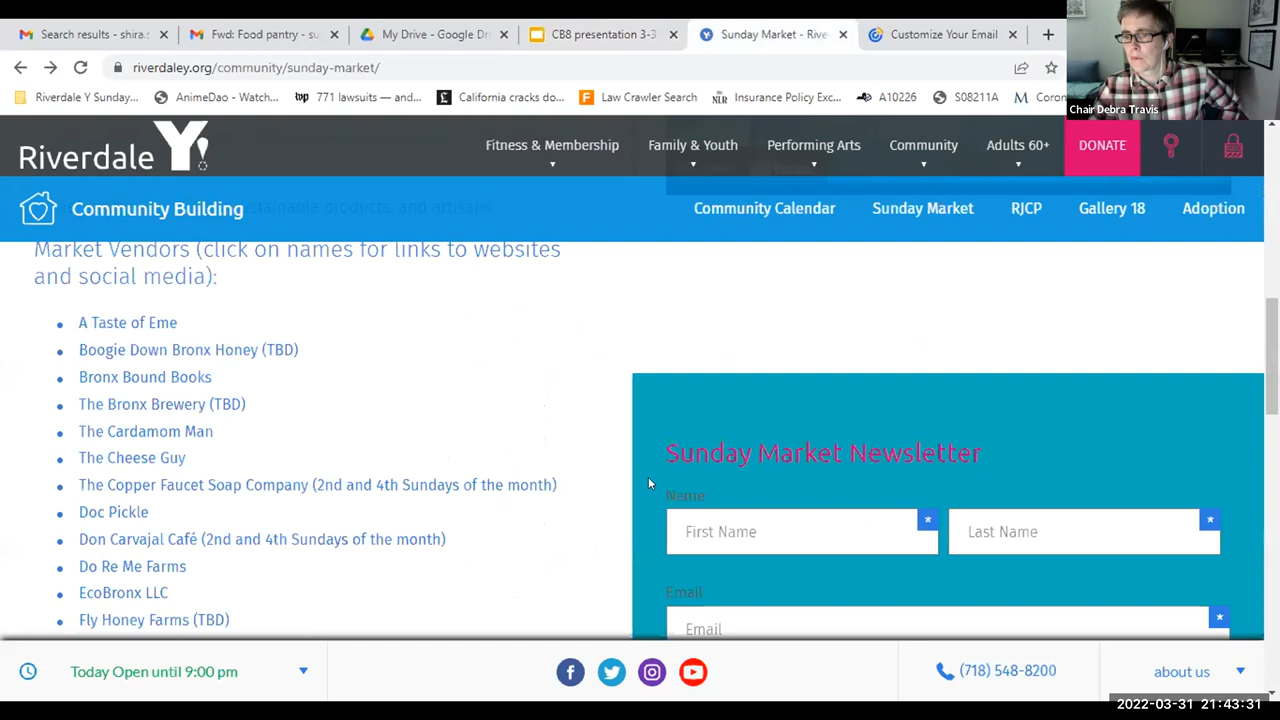 Search results - shira.s
Fwd: Food pantry - su
My Drive - Google Dr
CB8 presentation 3-3
Sunday Market - Rive
Customize Your Email
riverdaley.org/community/sunday-market/
Riverdale Y Sunday...
AnimeDao - Watch...
771 lawsuits — and...
California cracks do...
Law Crawler Search
Insurance Policy Exc...
A10226
S08211A
Coron
Chair Debra Travis
Riverdale Y!
Fitness & Membership
Family & Youth
Performing Arts
Community
Adults 60+
DONATE
Community Building
sustainable products, and artisans
Community Calendar
Sunday Market
RJCP
Gallery 18
Adoption
Market Vendors (click on names for links to websites
and social media):
A Taste of Eme
Boogie Down Bronx Honey (TBD)
Bronx Bound Books
The Bronx Brewery (TBD)
The Cardamom Man
The Cheese Guy
The Copper Faucet Soap Company (2nd and 4th Sundays of the month)
Doc Pickle
Don Carvajal Café (2nd and 4th Sundays of the month)
Do Re Me Farms
EcoBronx LLC
Fly Honey Farms (TBD)
Sunday Market Newsletter
Name
First Name *
Last Name *
Email
Email *
Today Open until 9:00 pm
(718) 548-8200
about us
2022-03-31 21:43:31